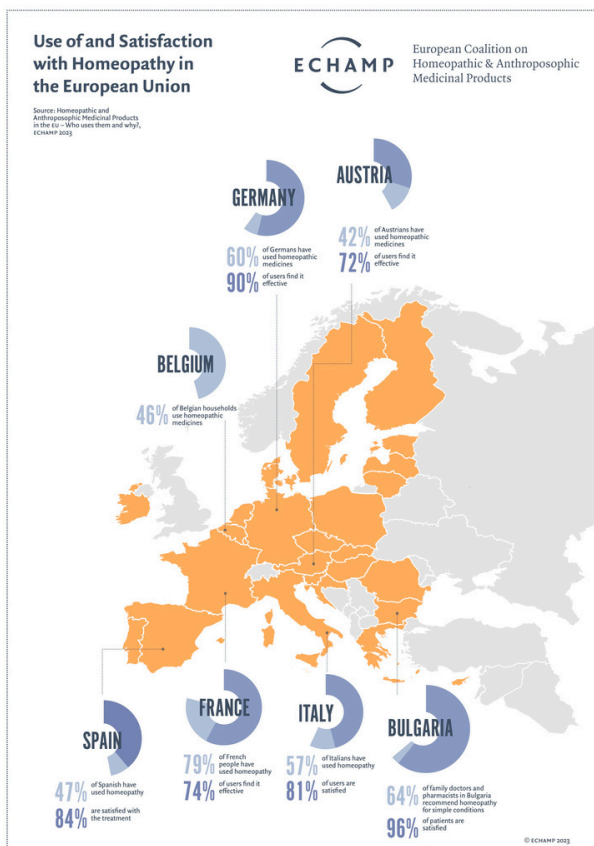 Use of and Satisfaction
with Homeopathy in
the European Union
Source: Homeopathic and
Anthroposophic Medicinal Products
in the EU – Who uses them and why?,
ECHAMP 2023
ECHAMP
European Coalition on
Homeopathic & Anthroposophic
Medicinal Products
GERMANY
60% of Germans have
used homeopathic
medicines
90% of users find it
effective
AUSTRIA
42% of Austrians have
used homeopathic
medicines
72% of users find it
effective
BELGIUM
46% of Belgian households
use homeopathic
medicines
SPAIN
47% of Spanish have
used homeopathy
84% are satisfied with
the treatment
FRANCE
79% of French
people have
used homeopathy
74% of users find it
effective
ITALY
57% of Italians have
used homeopathy
81% of users are
satisfied
BULGARIA
64% of family doctors and
pharmacists in Bulgaria
recommend homeopathy
for simple conditions
96% of patients are
satisfied
© ECHAMP 2023